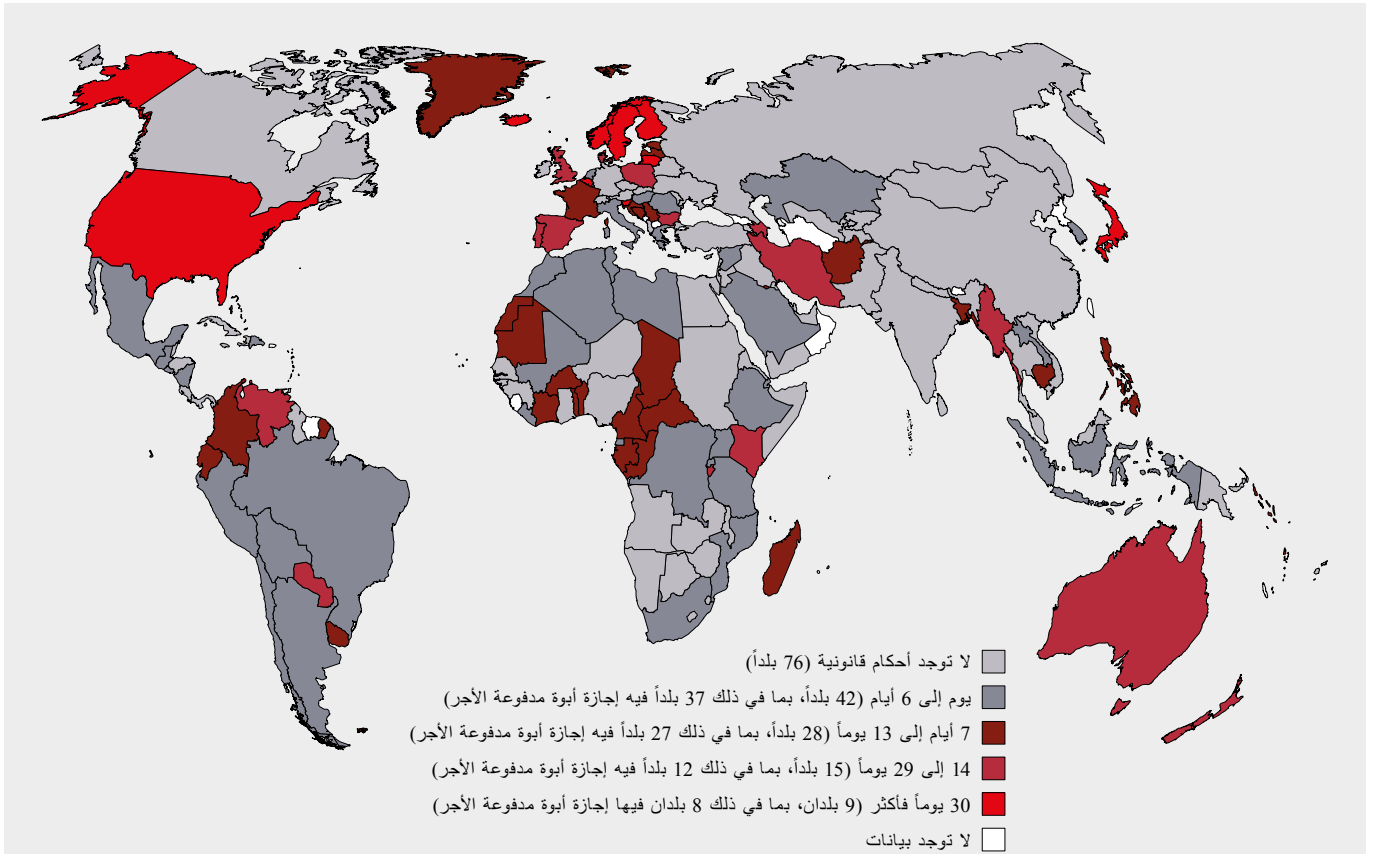 لا توجد أحكام قانونية (76 بلداً)
يوم إلى 6 أيام (42 بلداً، بما في ذلك 37 بلداً فيه إجازة أبوة مدفوعة الأجر)
7 أيام إلى 13 يوماً (28 بلداً، بما في ذلك 27 بلداً فيه إجازة أبوة مدفوعة الأجر)
14 إلى 29 يوماً (15 بلداً، بما في ذلك 12 بلداً فيه إجازة أبوة مدفوعة الأجر)
30 يوماً فأكثر (9 بلدان، بما في ذلك 8 بلدان فيها إجازة أبوة مدفوعة الأجر)
لا توجد بيانات